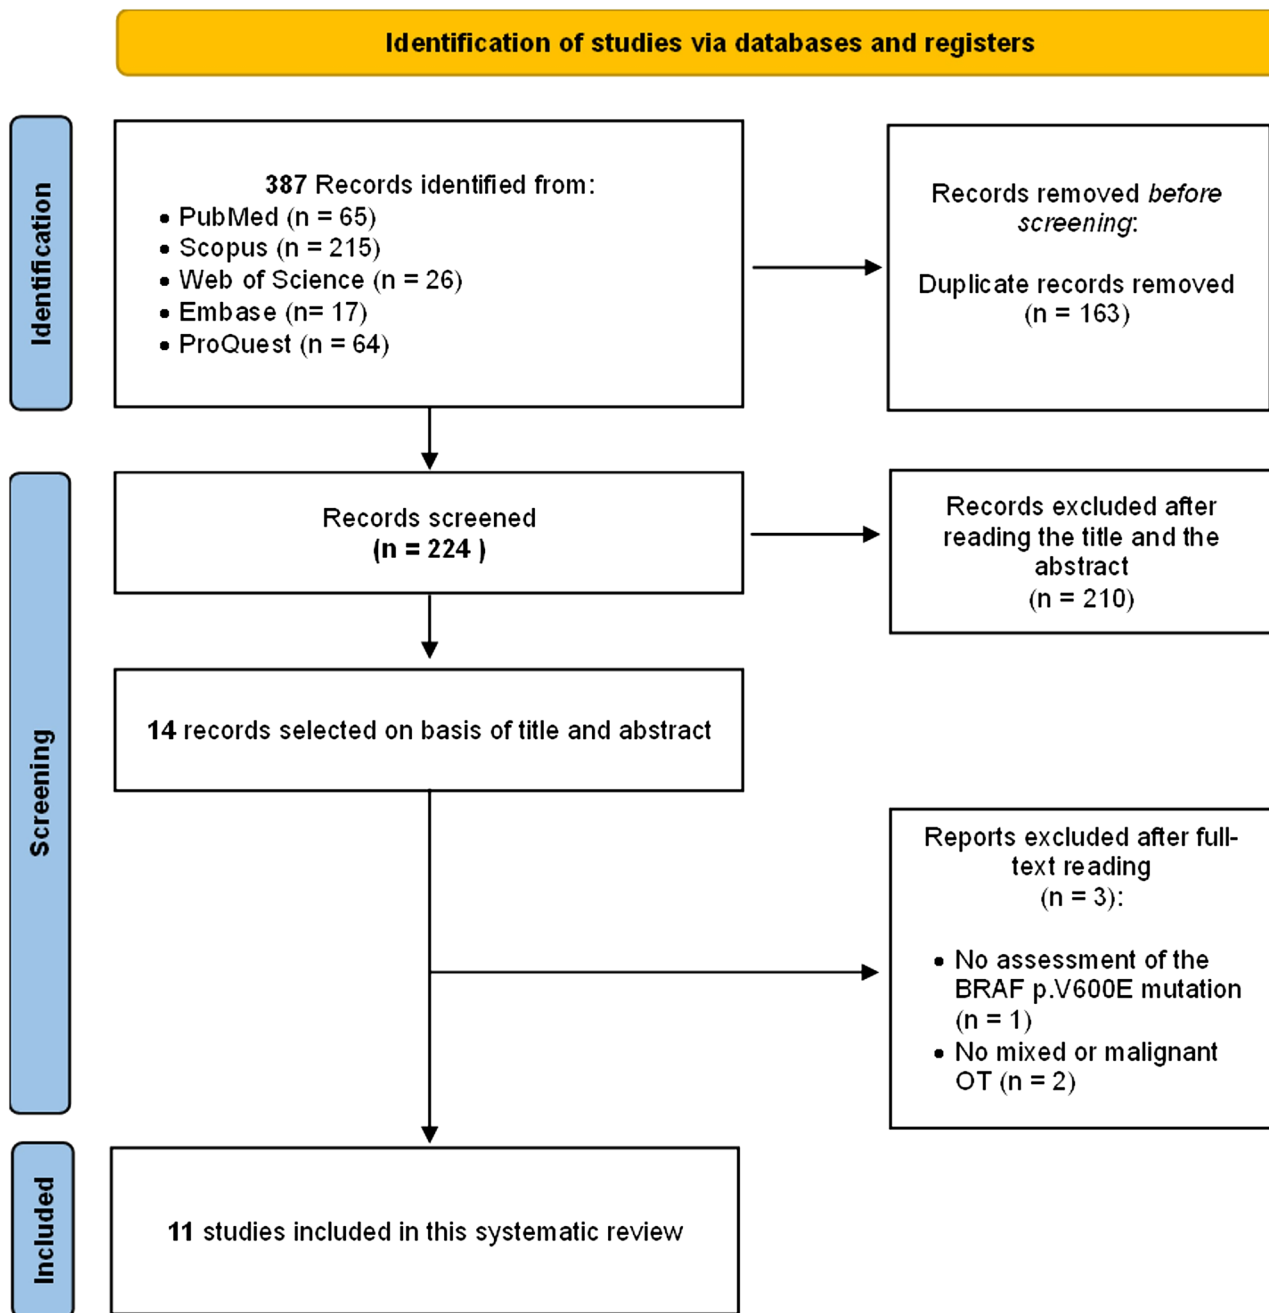 Identification of studies via databases and registers
Identification
387 Records identified from:
• PubMed (n = 65)
• Scopus (n = 215)
• Web of Science (n = 26)
• Embase (n= 17)
• ProQuest (n = 64)
Records removed before
screening:
Duplicate records removed
(n = 163)
Screening
Records screened
(n = 224 )
Records excluded after
reading the title and the
abstract
(n = 210)
14 records selected on basis of title and abstract
Reports excluded after full-
text reading
(n = 3):
• No assessment of the
BRAF p.V600E mutation
(n = 1)
• No mixed or malignant
OT (n = 2)
Included
11 studies included in this systematic review